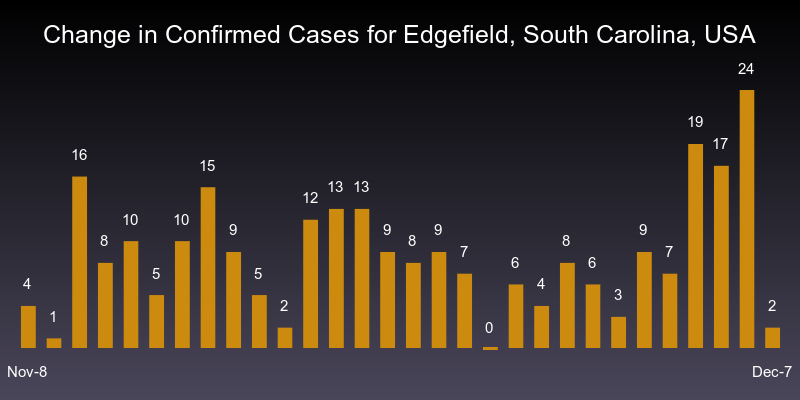 Change in Confirmed Cases for Edgefield, South Carolina, USA
4 1 16 8 10 5 10 15 9 5 2 12 13 13 9 8 9 7 0 6 4 8 6 3 9 7 19 17 24 2
Nov-8 Dec-7